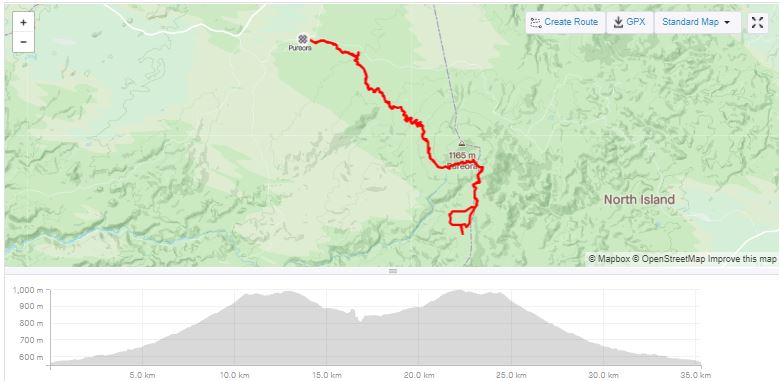 +
−
Create Route
GPX
Standard Map
Pureora
1165 m
Pureora
North Island
© Mapbox © OpenStreetMap Improve this map
1,000 m
900 m
800 m
700 m
600 m
5.0 km
10.0 km
15.0 km
20.0 km
25.0 km
30.0 km
35.0 km